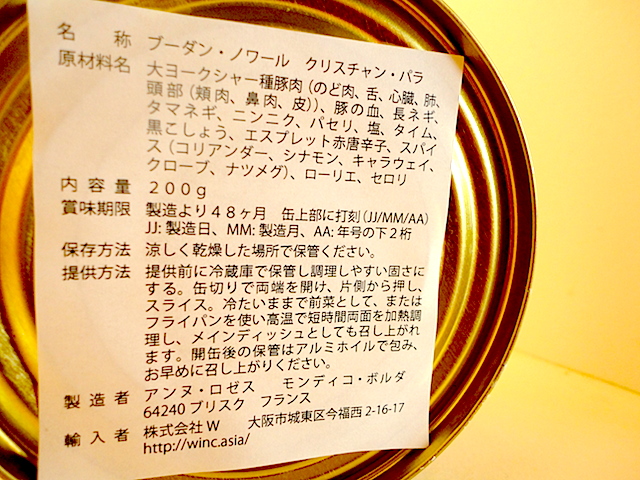 名称 ブーダン・ノワール クリスチャン・パラ
原材料名 大ヨークシャー種豚肉（のど肉、舌、心臓、肺、
頭部（頬肉、鼻肉、皮））、豚の血、長ネギ、
タマネギ、ニンニク、パセリ、塩、タイム、
黒こしょう、エスプレット赤唐辛子、スパイ
ス（コリアンダー、シナモン、キャラウェイ、
クローブ、ナツメグ）、ローリエ、セロリ
内容量 ２００ｇ
賞味期限 製造より４８ヶ月 缶上部に打刻（JJ/MM/AA）
JJ: 製造日、MM: 製造月、AA: 年号の下２桁
保存方法 涼しく乾燥した場所で保管ください。
提供方法 提供前に冷蔵庫で保管し調理しやすい固さに
する。缶切りで両端を開け、片側から押し、
スライス。冷たいままで前菜として、または
フライパンを使い高温で短時間両面を加熱調
理し、メインディッシュとしても召し上がれ
ます。開缶後の保管はアルミホイルで包み、
お早めに召し上がりください。
製造者 アンヌ・ロゼス モンディコ・ボルダ
64240 ブリスク フランス
輸入者 株式会社Ｗ 大阪市城東区今福西 2-16-17
http://winc.asia/